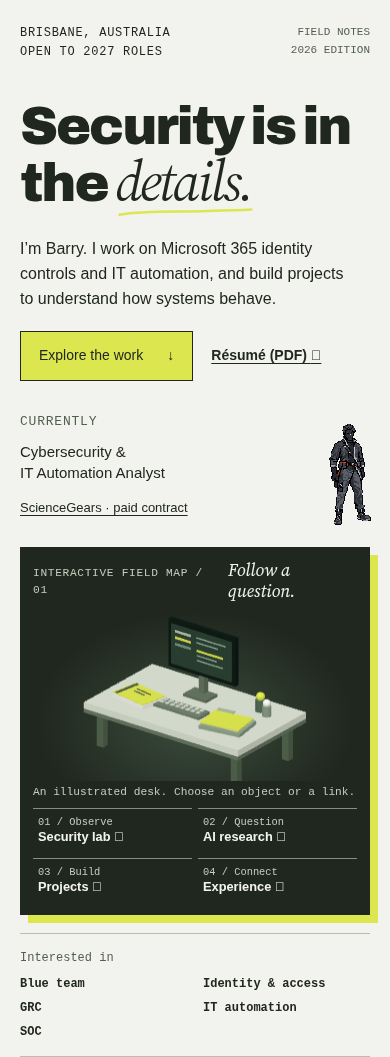 BRISBANE, AUSTRALIA
OPEN TO 2027 ROLES
FIELD NOTES
2026 EDITION
Security is in
the details.
I'm Barry. I work on Microsoft 365 identity
controls and IT automation, and build projects
to understand how systems behave.
Explore the work ↓
Résumé (PDF)
CURRENTLY
Cybersecurity &
IT Automation Analyst
ScienceGears · paid contract
INTERACTIVE FIELD MAP /
01
Follow a
question.
An illustrated desk. Choose an object or a link.
01 / Observe
Security lab
02 / Question
AI research
03 / Build
Projects
04 / Connect
Experience
Interested in
Blue team
Identity & access
GRC
IT automation
SOC